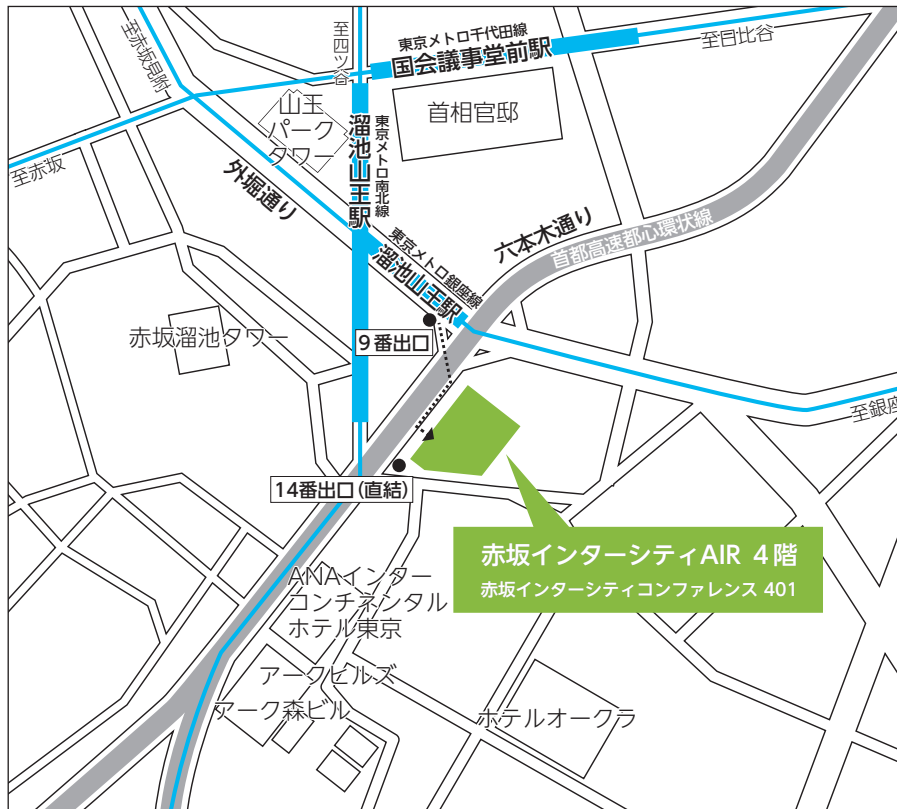 至赤坂見附
至四ツ谷
東京メトロ千代田線
国会議事堂前駅
至日比谷
山王
パーク
タワー
首相官邸
至赤坂
外堀通り
溜池山王駅
東京メトロ南北線
東京メトロ銀座線
溜池山王駅
六本木通り
首都高速都心環状線
赤坂溜池タワー
9番出口
至銀座
14番出口(直結)
赤坂インターシティAIR 4階
赤坂インターシティコンファレンス 401
ANAインター
コンチネンタル
ホテル東京
アークヒルズ
アーク森ビル
ホテルオークラ